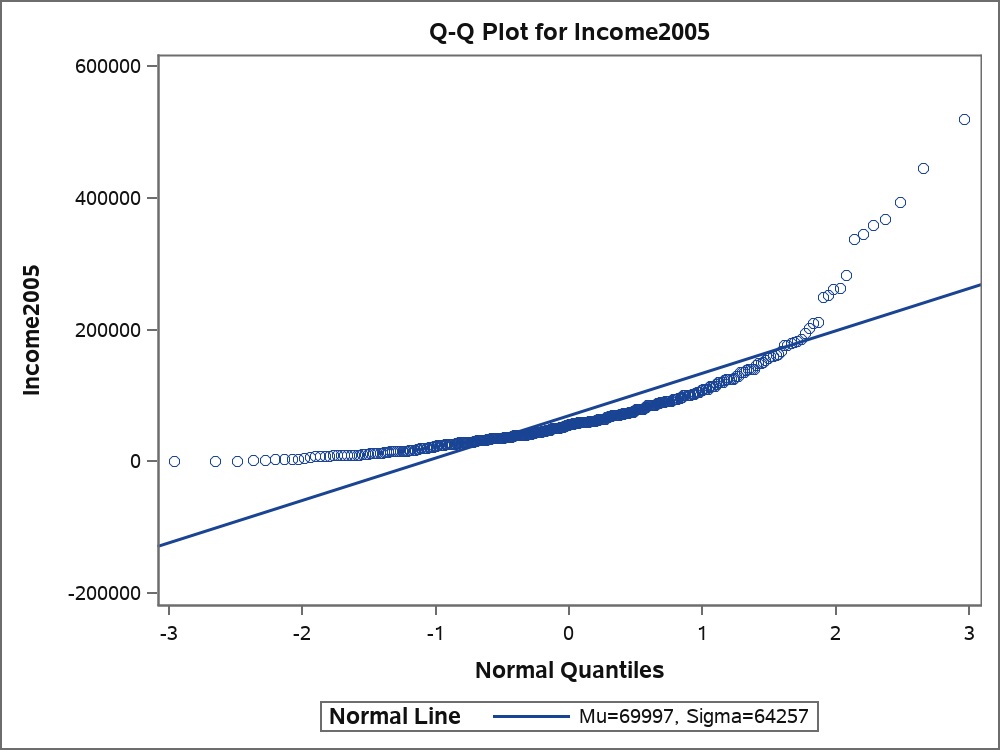 Q-Q Plot for Income2005
600000
400000
200000
0
-200000
Income2005
-3 -2 -1 0 1 2 3
Normal Quantiles
Normal Line Mu=69997, Sigma=64257